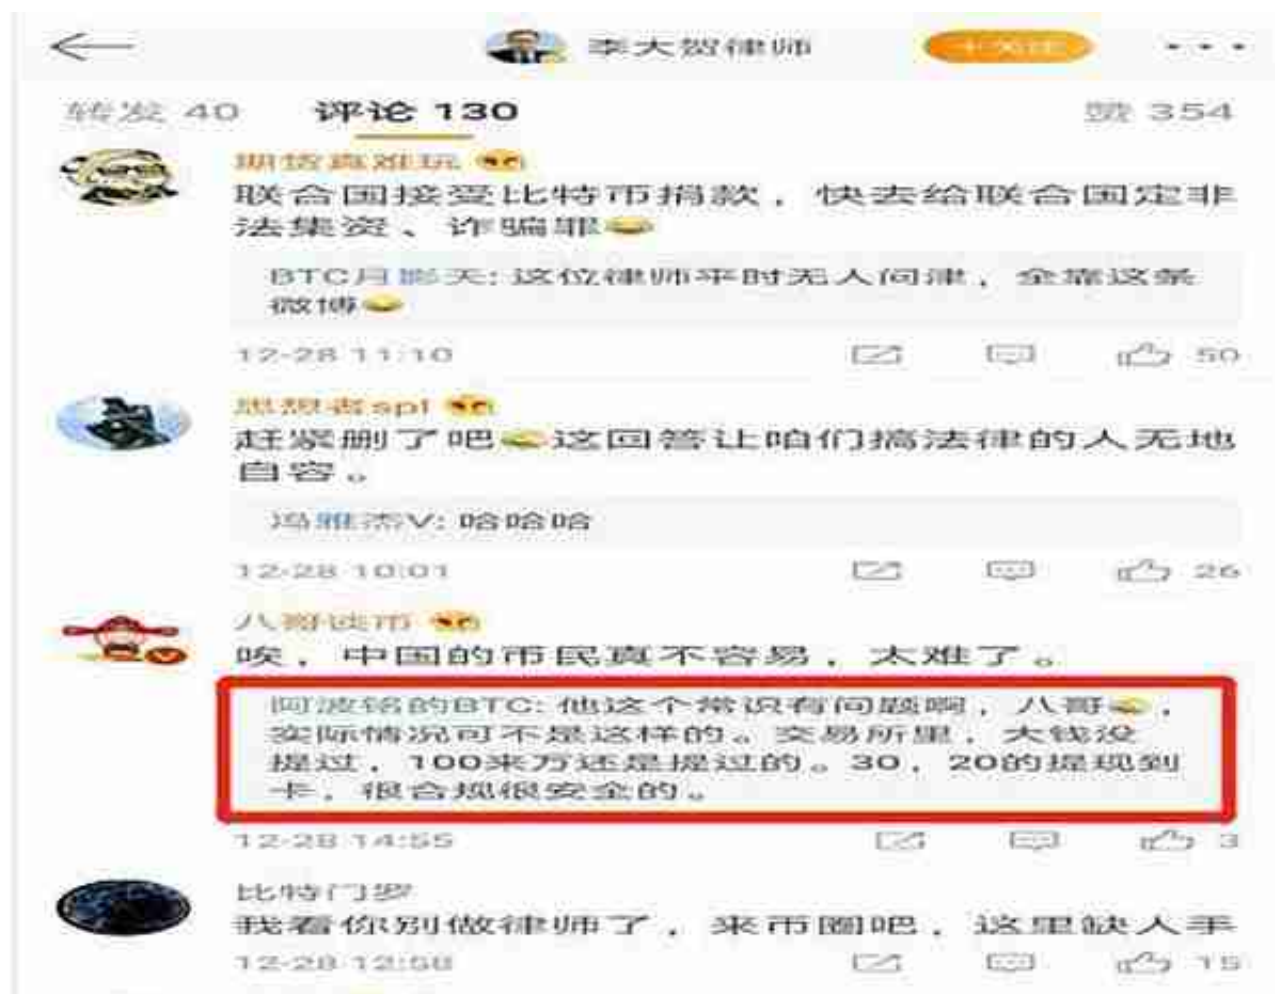 李大贺律师
+关注
转发 40
评论 130
赞 354
期货真难玩
联合国接受比特币捐款，快去给联合国定非
法集资、诈骗罪
BTC月影天: 这位律师平时无人问津，全靠这条
微博
12-28 11:10
50
思想者spl
赶紧删了吧这回答让咱们搞法律的人无地
自容。
冯雅杰V: 哈哈哈
12-28 10:01
26
八哥谈币
唉，中国的币民真不容易，太难了。
阿波铭的BTC: 他这个常识有问题啊，八哥，
实际情况可不是这样的。交易所里，大钱没
提过，100来万还是提过的。30，20的提现到
卡，很合规很安全的。
12-28 14:55
3
比特门罗
我看你别做律师了，来币圈吧，这里缺人手
12-28 12:58
15